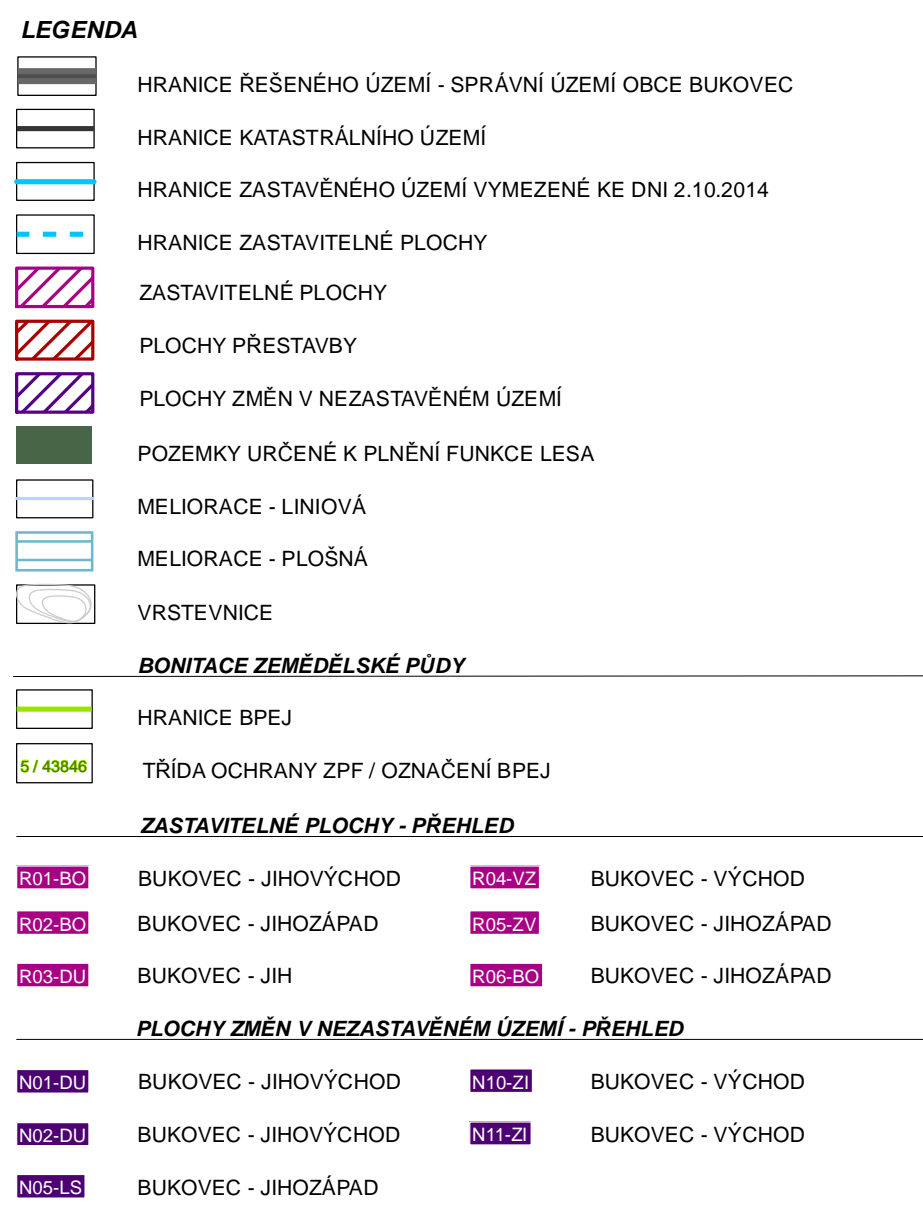 LEGENDA
HRANICE ŘEŠENÉHO ÚZEMÍ - SPRÁVNÍ ÚZEMÍ OBCE BUKOVEC
HRANICE KATASTRÁLNÍHO ÚZEMÍ
HRANICE ZASTAVĚNÉHO ÚZEMÍ VYMEZENÉ KE DNI 2.10.2014
HRANICE ZASTAVITELNÉ PLOCHY
ZASTAVITELNÉ PLOCHY
PLOCHY PŘESTAVBY
PLOCHY ZMĚN V NEZASTAVĚNÉM ÚZEMÍ
POZEMKY URČENÉ K PLNĚNÍ FUNKCE LESA
MELIORACE - LINIOVÁ
MELIORACE - PLOŠNÁ
VRSTEVNICE
BONITACE ZEMĚDĚLSKÉ PŮDY
HRANICE BPEJ
5 / 43846 TŘÍDA OCHRANY ZPF / OZNAČENÍ BPEJ
ZASTAVITELNÉ PLOCHY - PŘEHLED
R01-BO BUKOVEC - JIHOVÝCHOD R04-VZ BUKOVEC - VÝCHOD
R02-BO BUKOVEC - JIHOZÁPAD R05-ZV BUKOVEC - JIHOZÁPAD
R03-DU BUKOVEC - JIH R06-BO BUKOVEC - JIHOZÁPAD
PLOCHY ZMĚN V NEZASTAVĚNÉM ÚZEMÍ - PŘEHLED
N01-DU BUKOVEC - JIHOVÝCHOD N10-ZI BUKOVEC - VÝCHOD
N02-DU BUKOVEC - JIHOVÝCHOD N11-ZI BUKOVEC - VÝCHOD
N05-LS BUKOVEC - JIHOZÁPAD